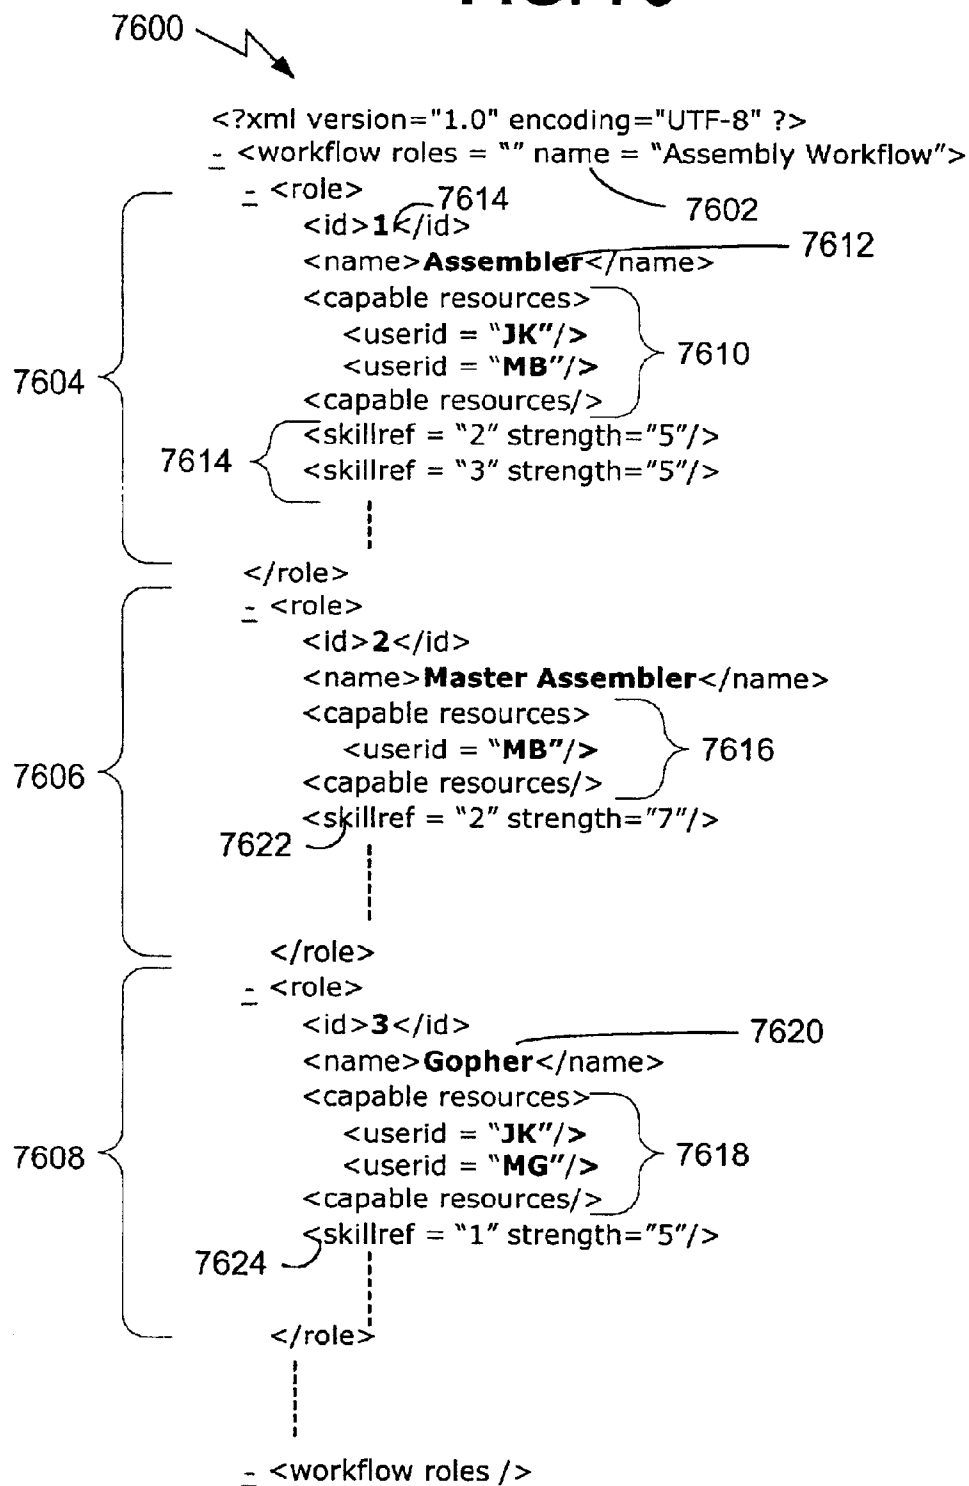 7600
<?xml version="1.0" encoding="UTF-8" ?>
- <workflow roles = "" name = "Assembly Workflow">
7602
- <role>
7614
<id>1</id>
<name>Assembler</name>
7612
<capable resources>
<userid = "JK"/>
<userid = "MB"/>
<capable resources/>
7610
7604
<skillref = "2" strength="5"/>
<skillref = "3" strength="5"/>
7614
</role>
- <role>
<id>2</id>
<name>Master Assembler</name>
<capable resources>
<userid = "MB"/>
<capable resources/>
7616
7606
<skillref = "2" strength="7"/>
7622
</role>
- <role>
<id>3</id>
<name>Gopher</name>
7620
<capable resources>
<userid = "JK"/>
<userid = "MG"/>
<capable resources/>
7618
7608
<skillref = "1" strength="5"/>
7624
</role>
- <workflow roles />